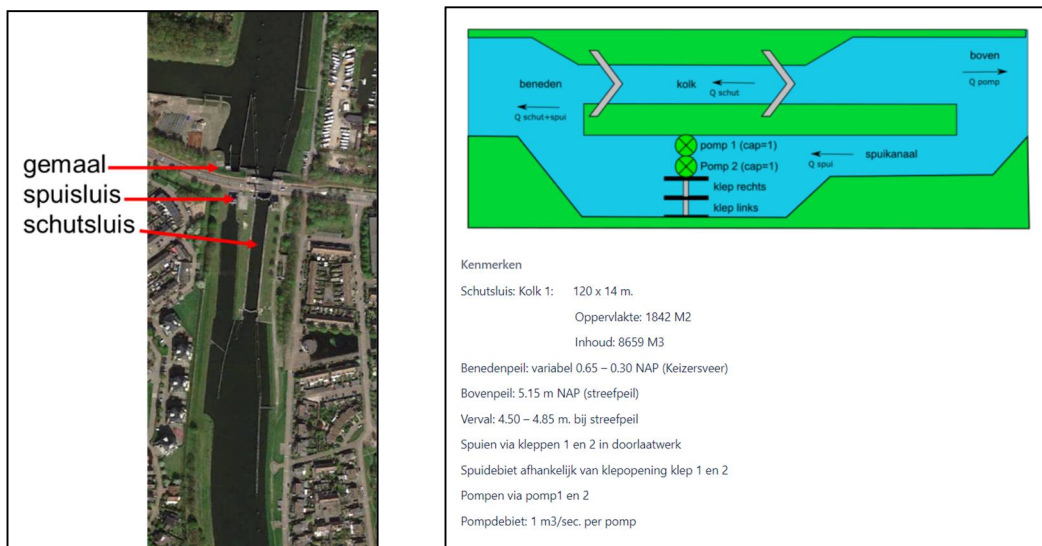 gemaal
spuisluis
schutsluis
boven
Q pomp
beneden
kolk
Q schut
Q schut+spui
pomp 1 (cap=1)
Pomp 2 (cap=1)
spuikanaal
Q spui
klep rechts
klep links
Kenmerken
Schutsluis: Kolk 1: 120 x 14 m.
Oppervlakte: 1842 M2
Inhoud: 8659 M3
Benedenpeil: variabel 0.65 – 0.30 NAP (Keizersveer)
Bovenpeil: 5.15 m NAP (streefpeil)
Verval: 4.50 – 4.85 m. bij streefpeil
Spuien via kleppen 1 en 2 in doorlaatwerk
Spuidebiet afhankelijk van klepopening klep 1 en 2
Pompen via pomp1 en 2
Pompdebiet: 1 m3/sec. per pomp